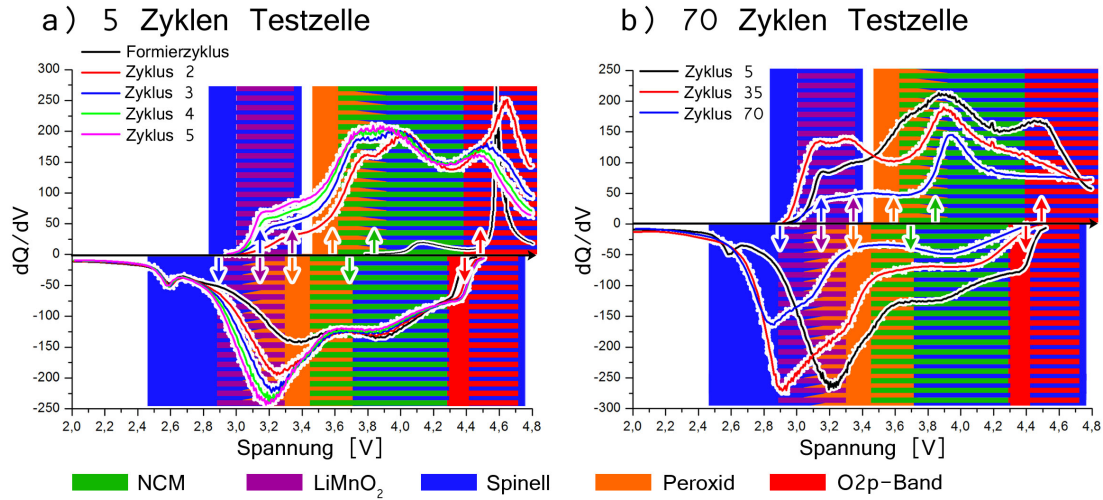 a) 5 Zyklen Testzelle
Formierzyklus
Zyklus 2
Zyklus 3
Zyklus 4
Zyklus 5
300
250
200
150
100
50
0
-50
-100
-150
-200
-250
dQ/dV
2,0 2,2 2,4 2,6 2,8 3,0 3,2 3,4 3,6 3,8 4,0 4,2 4,4 4,6 4,8
Spannung [V]
b) 70 Zyklen Testzelle
Zyklus 5
Zyklus 35
Zyklus 70
250
200
150
100
50
0
-50
-100
-150
-200
-250
-300
dQ/dV
2,0 2,2 2,4 2,6 2,8 3,0 3,2 3,4 3,6 3,8 4,0 4,2 4,4 4,6 4,8
Spannung [V]
NCM LiMnO₂ Spinell Peroxid O2p-Band